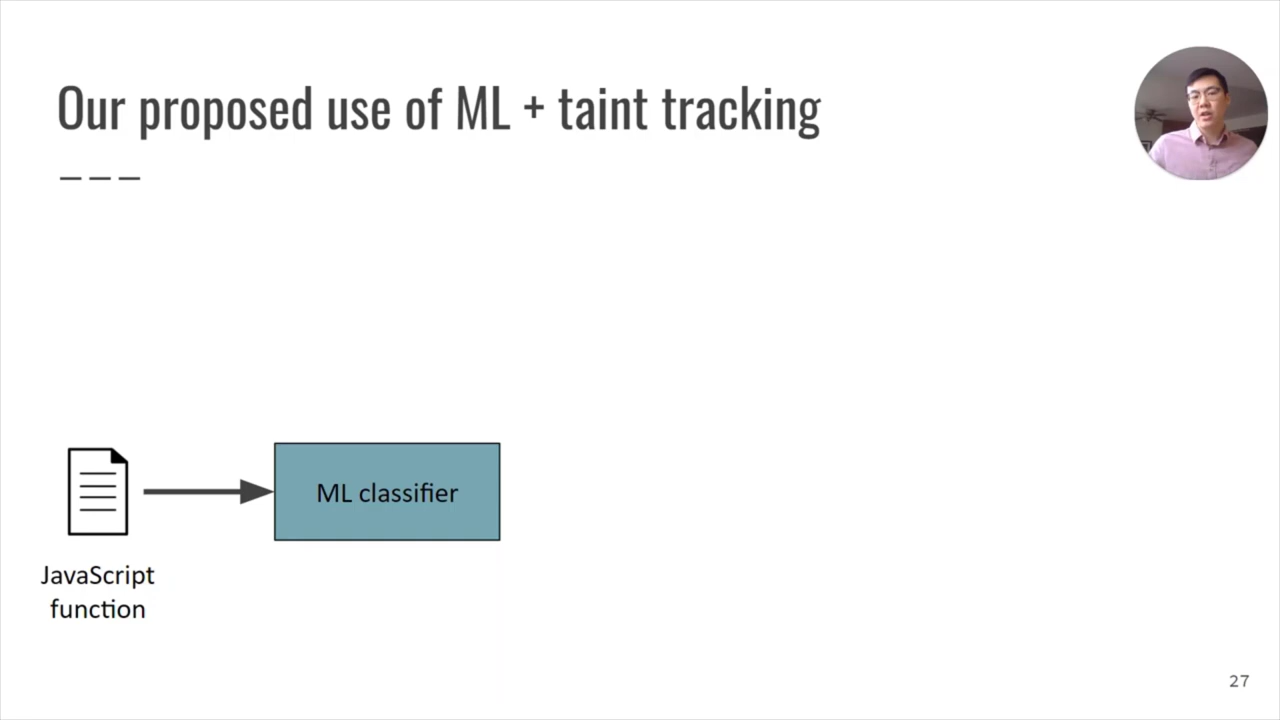 Our proposed use of ML + taint tracking
ML classifier
JavaScript
function
27